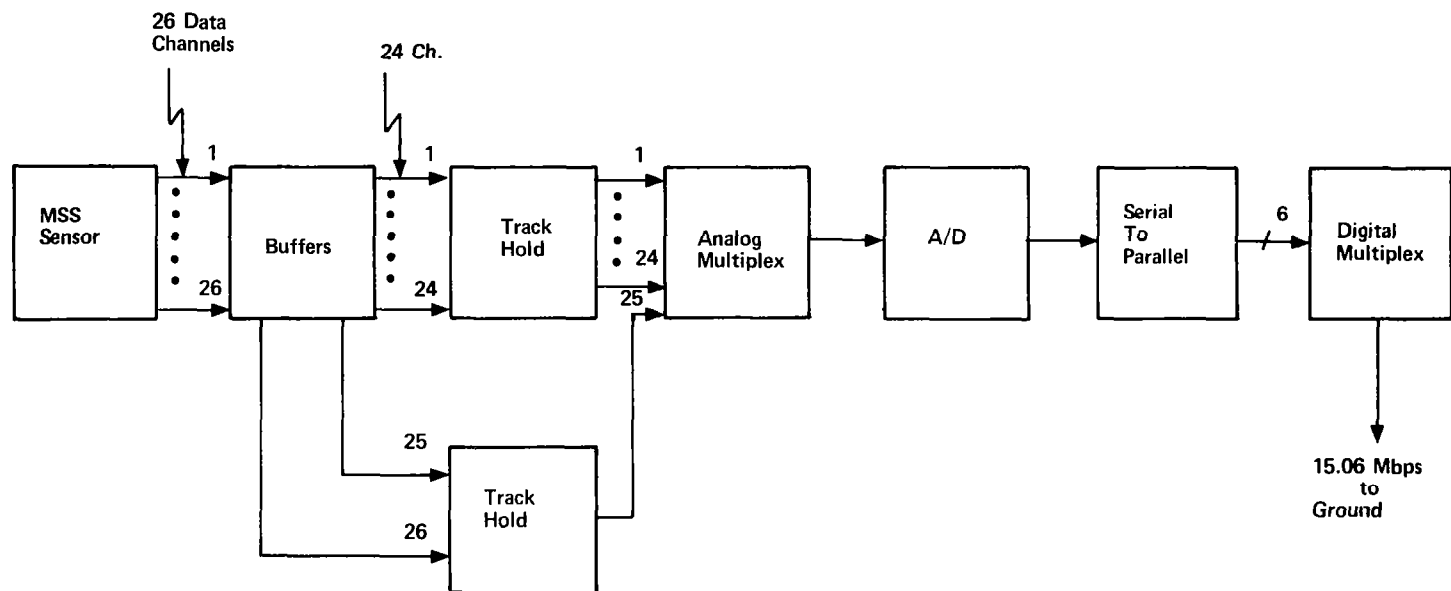 26 Data
Channels
24 Ch.
1
1
1
6
MSS
Sensor
Buffers
Track
Hold
Analog
Multiplex
A/D
Serial
To
Parallel
Digital
Multiplex
26
24
24
25
25
26
Track
Hold
15.06 Mbps
to
Ground